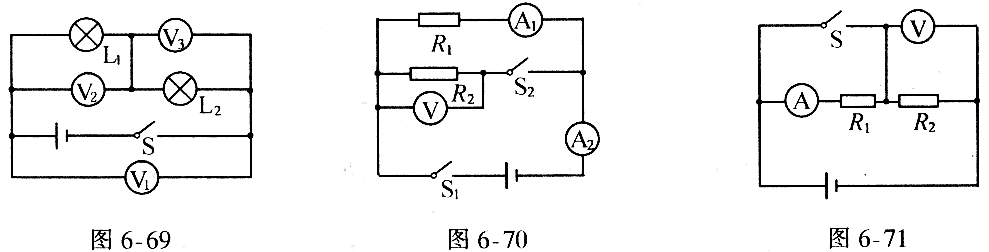 L₁
V₃
V₂
L₂
S
V₁
图 6-69
R₁
A₁
R₂
S₂
V
A₂
S₁
图 6-70
S
V
A
R₁
R₂
图 6-71